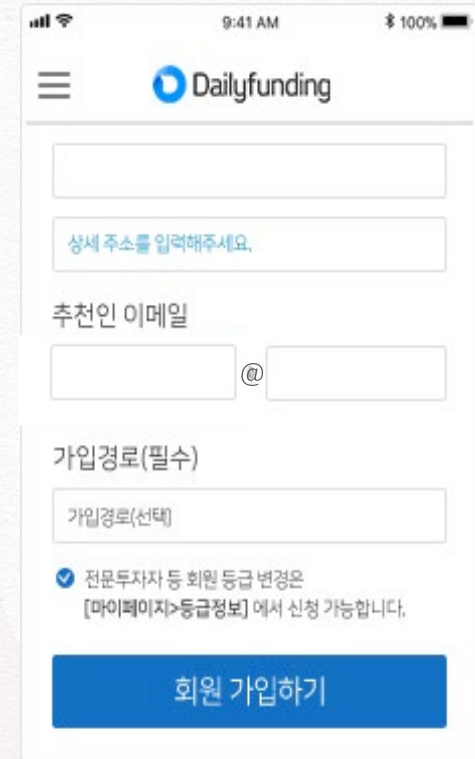 9:41 AM
100%
Dailyfunding
상세 주소를 입력해주세요.
추천인 이메일
@
가입경로(필수)
가입경로(선택)
전문투자자 등 회원 등급 변경은
[마이페이지>등급정보] 에서 신청 가능합니다.
회원 가입하기